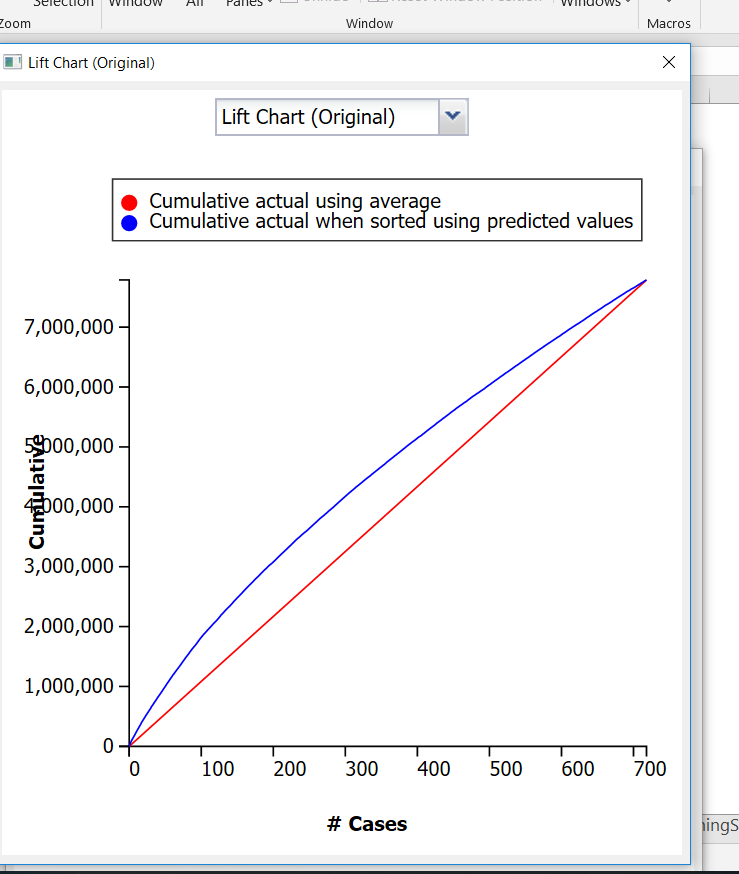 Selection Window All Panes Windows
Zoom Window Macros
Lift Chart (Original)
Lift Chart (Original)
Cumulative actual using average
Cumulative actual when sorted using predicted values
7,000,000
6,000,000
5,000,000
4,000,000
3,000,000
2,000,000
1,000,000
0
Cumulative
0 100 200 300 400 500 600 700
# Cases